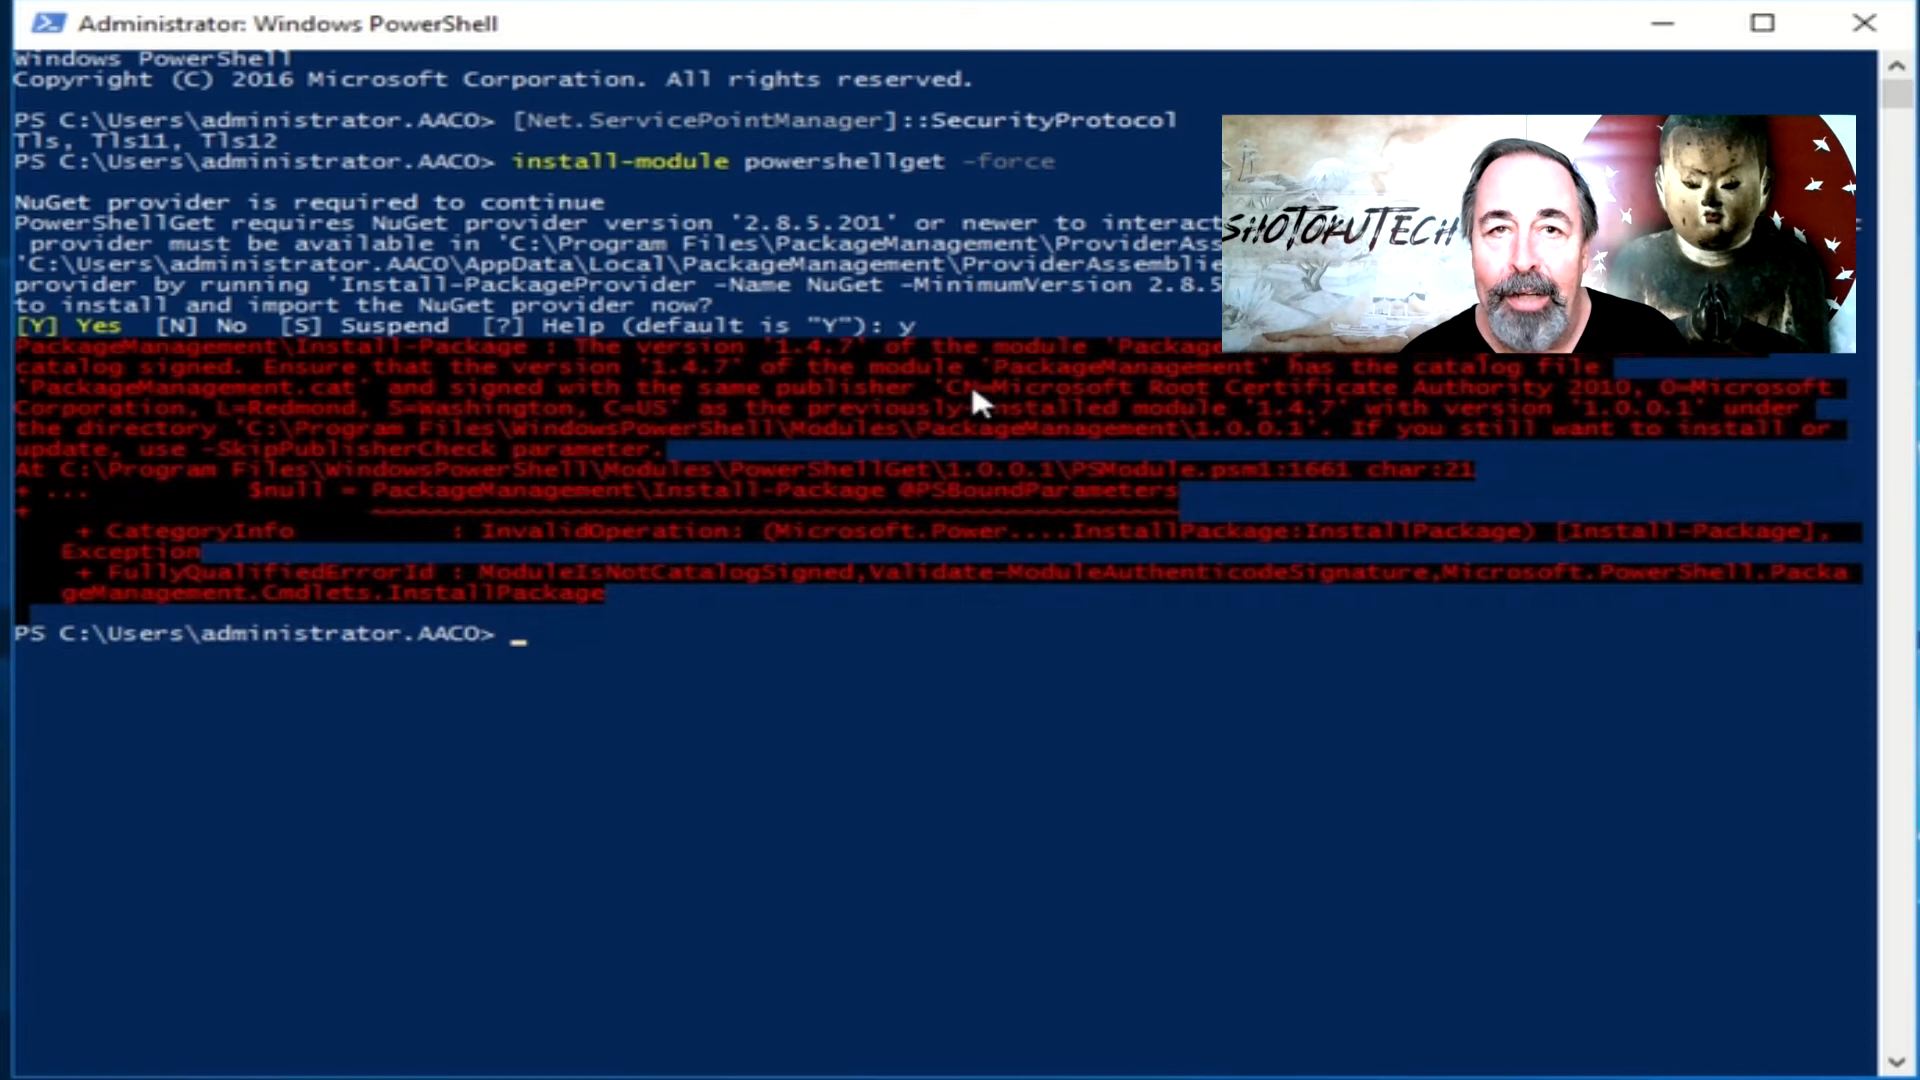 Administrator: Windows PowerShell
Windows PowerShell
Copyright (C) 2016 Microsoft Corporation. All rights reserved.
PS C:\Users\administrator.AACO> [Net.ServicePointManager]::SecurityProtocol
Tls, Tls11, Tls12
PS C:\Users\administrator.AACO> install-module powershellget -force
NuGet provider is required to continue
PowerShellGet requires NuGet provider version '2.8.5.201' or newer to interact
provider must be available in 'C:\Program Files\PackageManagement\ProviderAss
'C:\Users\administrator.AACO\AppData\Local\PackageManagement\ProviderAssemblie
provider by running 'Install-PackageProvider -Name NuGet -MinimumVersion 2.8.5
to install and import the NuGet provider now?
[Y] Yes [N] No [S] Suspend [?] Help (default is "Y"): y
SHOTOKUTECH
PackageManagement\Install-Package : The version '1.4.7' of the module 'Packag
catalog signed. Ensure that the version '1.4.7' of the module 'PackageManagement' has the catalog file
'PackageManagement.cat' and signed with the same publisher 'CN=Microsoft Root Certificate Authority 2010, O=Microsoft
Corporation, L=Redmond, S=Washington, C=US' as the previously-installed module '1.4.7' with version '1.0.0.1' under
the directory 'C:\Program Files\WindowsPowerShell\Modules\PackageManagement\1.0.0.1'. If you still want to install or
update, use -SkipPublisherCheck parameter.
At C:\Program Files\WindowsPowerShell\Modules\PowerShellGet\1.0.0.1\PSModule.psm1:1661 char:21
+ ... $null = PackageManagement\Install-Package @PSBoundParameters
+ ~~~~~~~~~~~~~~~~~~~~~~~~~~~~~~~~~~~~~~~~~~~~~~~~~~~~
+ CategoryInfo : InvalidOperation: (Microsoft.Power....InstallPackage:InstallPackage) [Install-Package],
Exception
+ FullyQualifiedErrorId : ModuleIsNotCatalogSigned,Validate-ModuleAuthenticodeSignature,Microsoft.PowerShell.Packa
geManagement.Cmdlets.InstallPackage
PS C:\Users\administrator.AACO> _